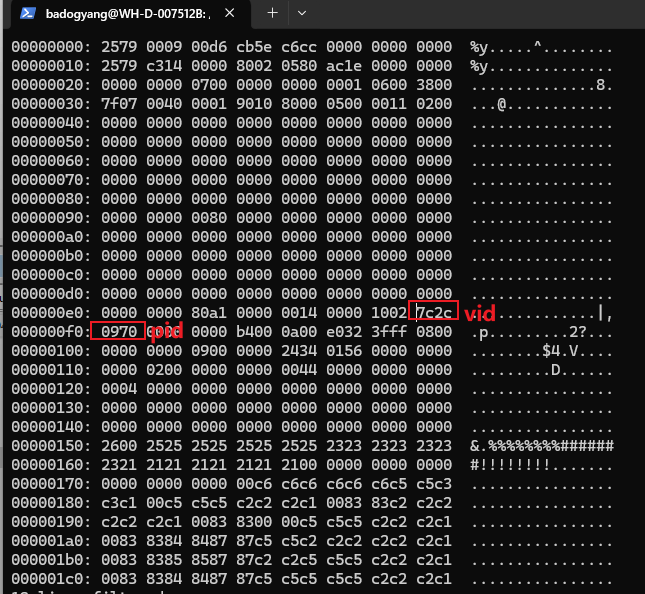 badogyang@WH-D-007512B: ,
00000000: 2579 0009 00d6 cb5e c6cc 0000 0000 0000 %y.....^........
00000010: 2579 c314 0000 8002 0580 ac1e 0000 0000 %y..............
00000020: 0000 0000 0700 0000 0000 0001 0600 3800 ..............8.
00000030: 7f07 0040 0001 9910 8000 0500 0011 0200 ...@............
00000040: 0000 0000 0000 0000 0000 0000 0000 0000 ................
00000050: 0000 0000 0000 0000 0000 0000 0000 0000 ................
00000060: 0000 0000 0000 0000 0000 0000 0000 0000 ................
00000070: 0000 0000 0000 0000 0000 0000 0000 0000 ................
00000080: 0000 0000 0000 0000 0000 0000 0000 0000 ................
00000090: 0000 0000 0080 0000 0000 0000 0000 0000 ................
000000a0: 0000 0000 0000 0000 0000 0000 0000 0000 ................
000000b0: 0000 0000 0000 0000 0000 0000 0000 0000 ................
000000c0: 0000 0000 0000 0000 0000 0000 0000 0000 ................
000000d0: 0000 0000 0000 0000 0000 0000 0000 0000 ................
000000e0: 0000 0000 80a1 0000 0014 0000 1002 7c2c vid ..............|,
000000f0: 0070 pid 0000 b400 0a00 e032 3fff 0800 .p.........2?...
00000100: 0000 0000 0900 0000 2434 0156 0000 0000 ........$4.V....
00000110: 0000 0200 0000 0000 0044 0000 0000 0000 .........D......
00000120: 0004 0000 0000 0000 0000 0000 0000 0000 ................
00000130: 0000 0000 0000 0000 0000 0000 0000 0000 ................
00000140: 0000 0000 0000 0000 0000 0000 0000 0000 ................
00000150: 2600 2525 2525 2525 2525 2323 2323 2323 &.%%%%%%%%######
00000160: 2321 2121 2121 2121 2100 0000 0000 0000 #!!!!!!!!.......
00000170: 0000 0000 0000 00c6 c6c6 c6c6 c6c5 c5c3 ................
00000180: c3c1 00c5 c5c5 c2c2 c2c1 0083 83c2 c2c2 ................
00000190: c2c2 c2c1 0083 8300 00c5 c5c5 c2c2 c2c1 ................
000001a0: 0083 8384 8487 87c5 c5c2 c2c2 c2c2 c2c1 ................
000001b0: 0083 8385 8587 87c2 c2c5 c5c5 c2c2 c2c1 ................
000001c0: 0083 8384 8487 87c5 c5c5 c5c5 c2c2 c2c1 ................